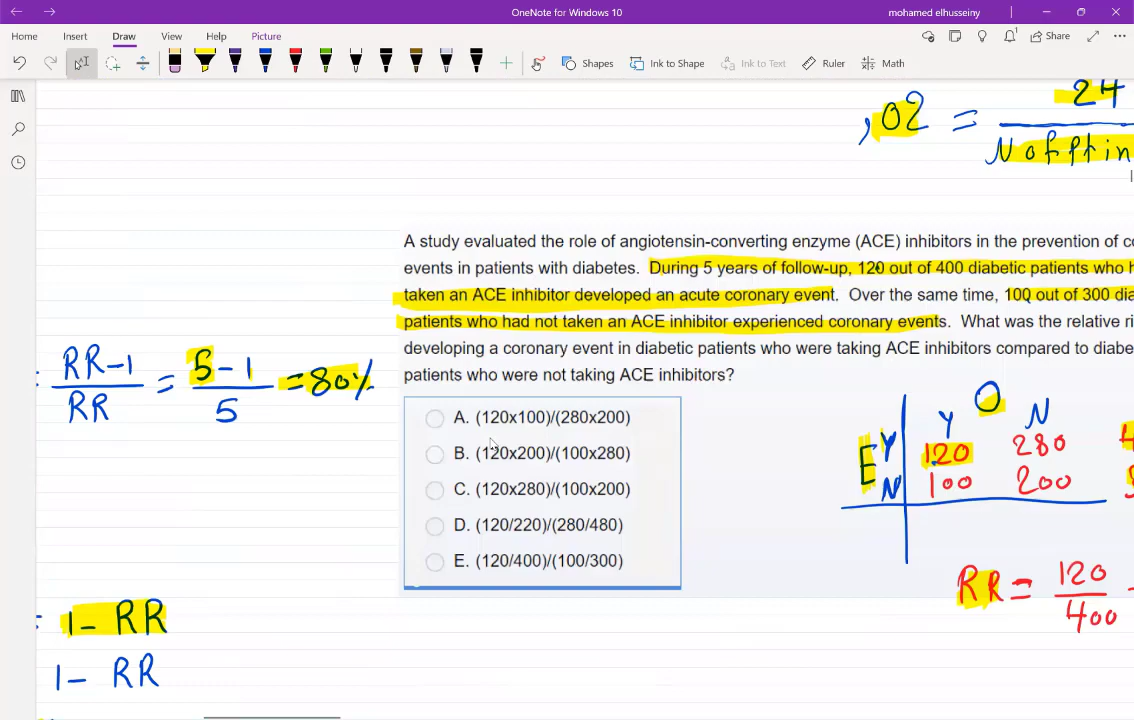 OneNote for Windows 10
mohamed elhusseiny
Home Insert Draw View Help Picture
Share
Shapes Ink to Shape Ink to Text Ruler Math
,02 = 24
N of Pt in
A study evaluated the role of angiotensin-converting enzyme (ACE) inhibitors in the prevention of
events in patients with diabetes. During 5 years of follow-up, 120 out of 400 diabetic patients who
taken an ACE inhibitor developed an acute coronary event. Over the same time, 100 out of 300
patients who had not taken an ACE inhibitor experienced coronary events. What was the relative
developing a coronary event in diabetic patients who were taking ACE inhibitors compared to
patients who were not taking ACE inhibitors?
RR-1 = 5-1 = 80%
RR 5
A. (120x100)/(280x200)
B. (120x200)/(100x280)
C. (120x280)/(100x200)
D. (120/220)/(280/480)
E. (120/400)/(100/300)
O
Y N
E Y 120 280
N 100 200
RR = 120
400
= 1- RR
1- RR